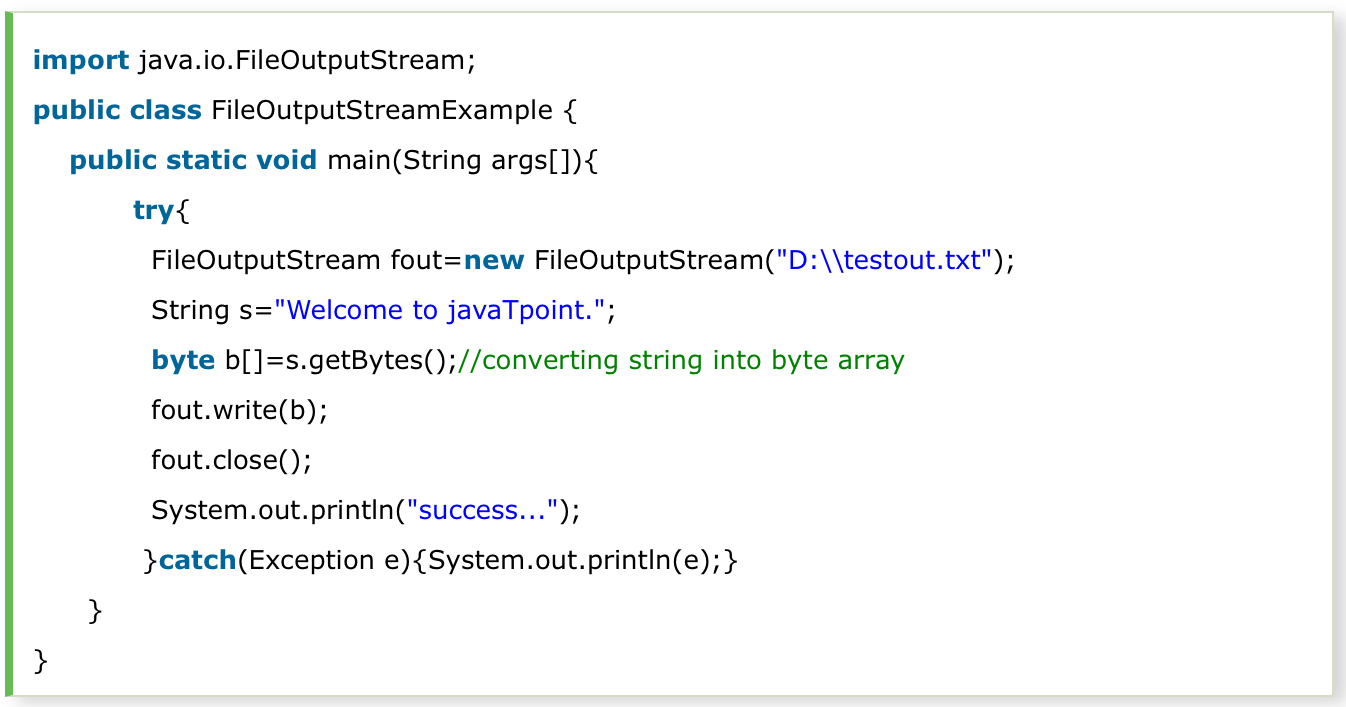 import java.io.FileOutputStream;
public class FileOutputStreamExample {
public static void main(String args[]){
try{
FileOutputStream fout=new FileOutputStream("D:\\testout.txt");
String s="Welcome to javaTpoint.";
byte b[]=s.getBytes();//converting string into byte array
fout.write(b);
fout.close();
System.out.println("success...");
}catch(Exception e){System.out.println(e);}
}
}